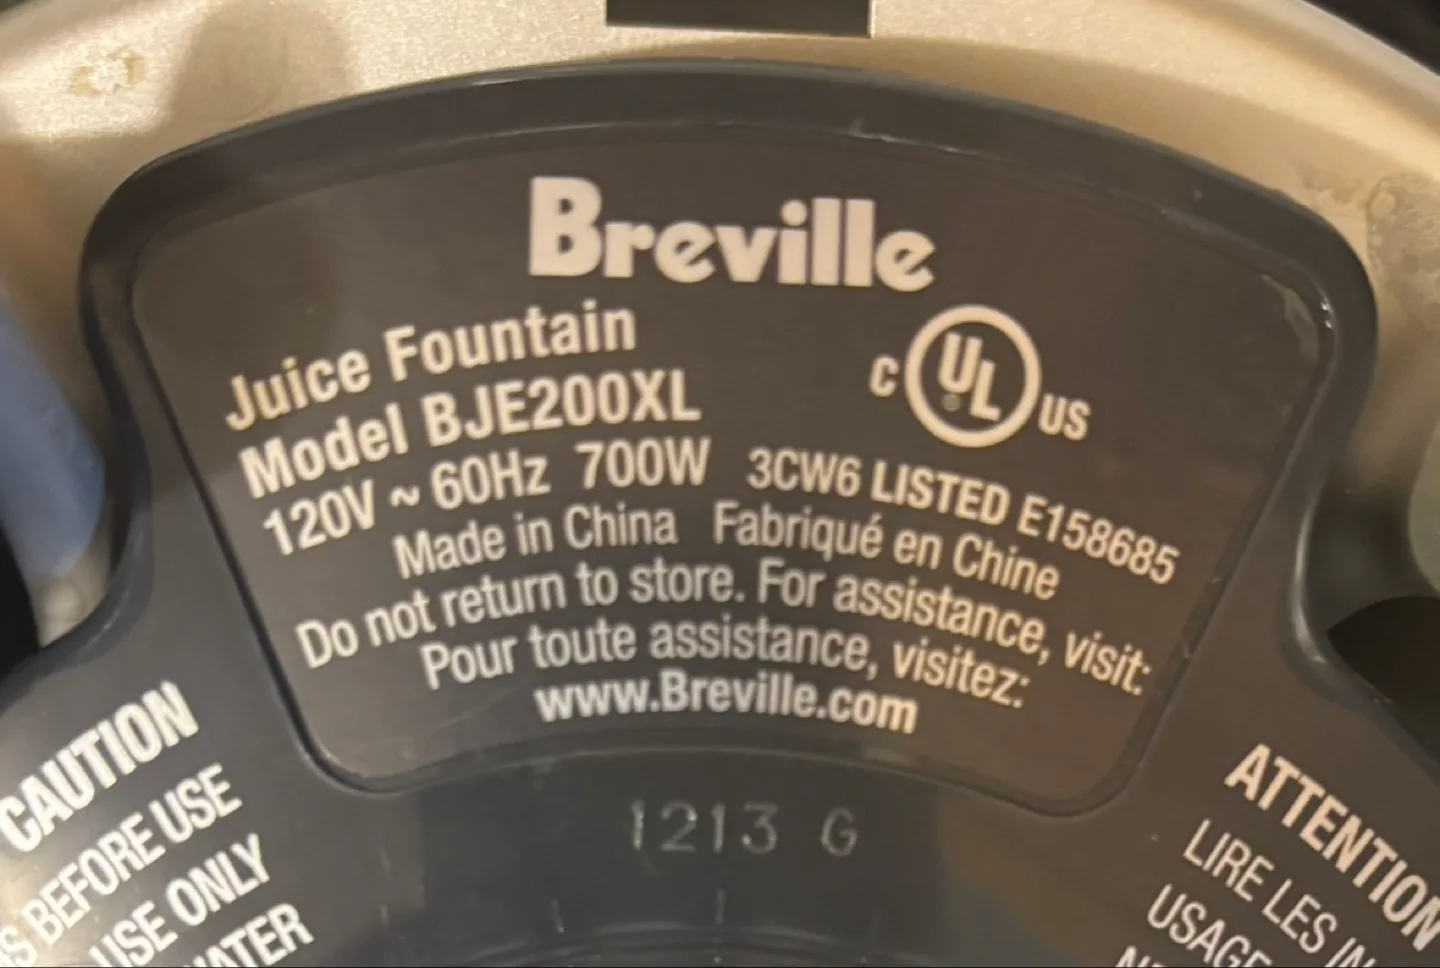 Breville
Juice Fountain
Model BJE200XL
120V ~ 60Hz 700W
C UL US
3CW6 LISTED E158685
Made in China Fabriqué en Chine
Do not return to store. For assistance, visit:
Pour toute assistance, visitez:
www.Breville.com
1213 G
CAUTION
BEFORE USE
USE ONLY
ATTENTION
LIRE LES